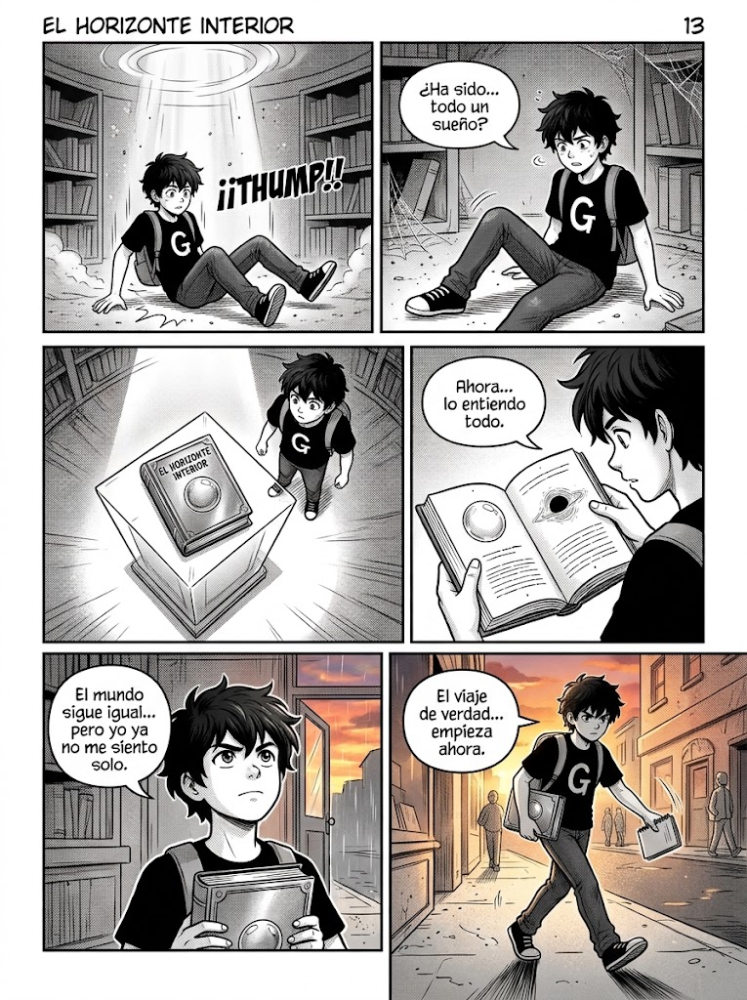 EL HORIZONTE INTERIOR
13
G
¡¡THUMP!!
¿Ha sido...
todo un
sueño?
G
EL HORIZONTE
INTERIOR
G
Ahora...
lo entiendo
todo.
El mundo
sigue igual...
pero yo ya
no me siento
solo.
El viaje
de verdad...
empieza
ahora.
G